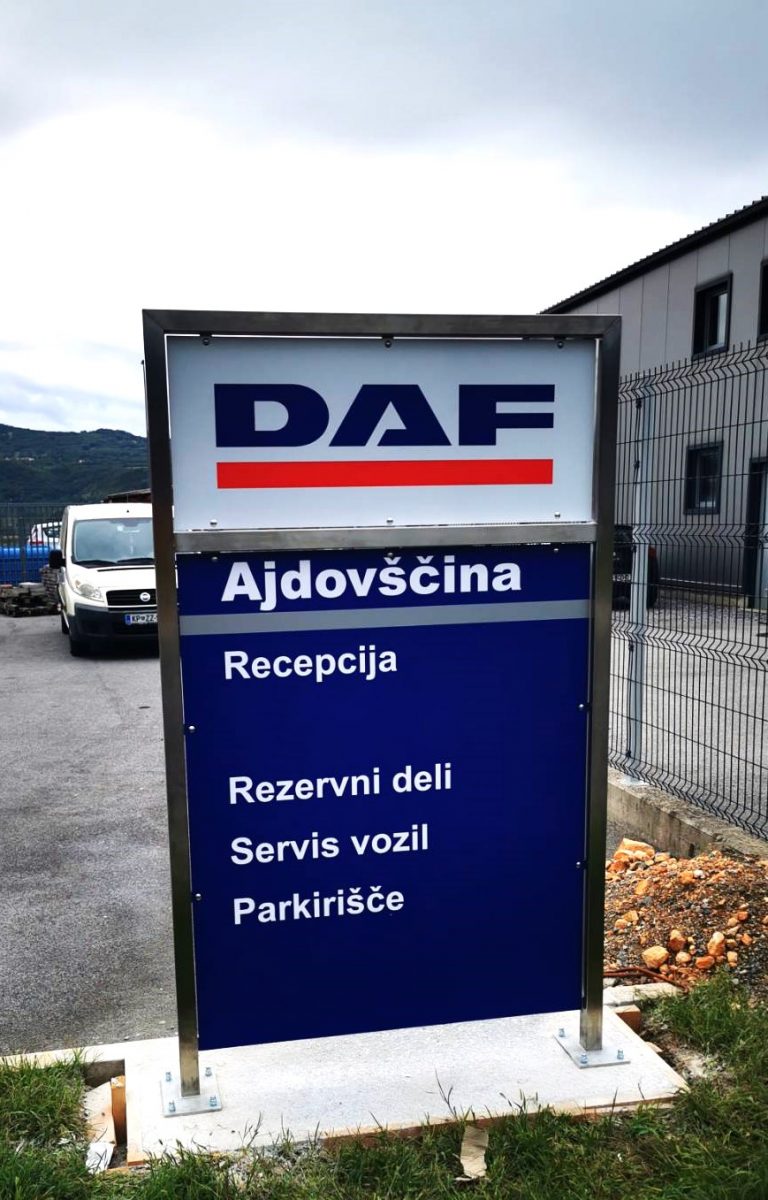 DAF
Ajdovščina
Recepcija
Rezervni deli
Servis vozil
Parkirišče